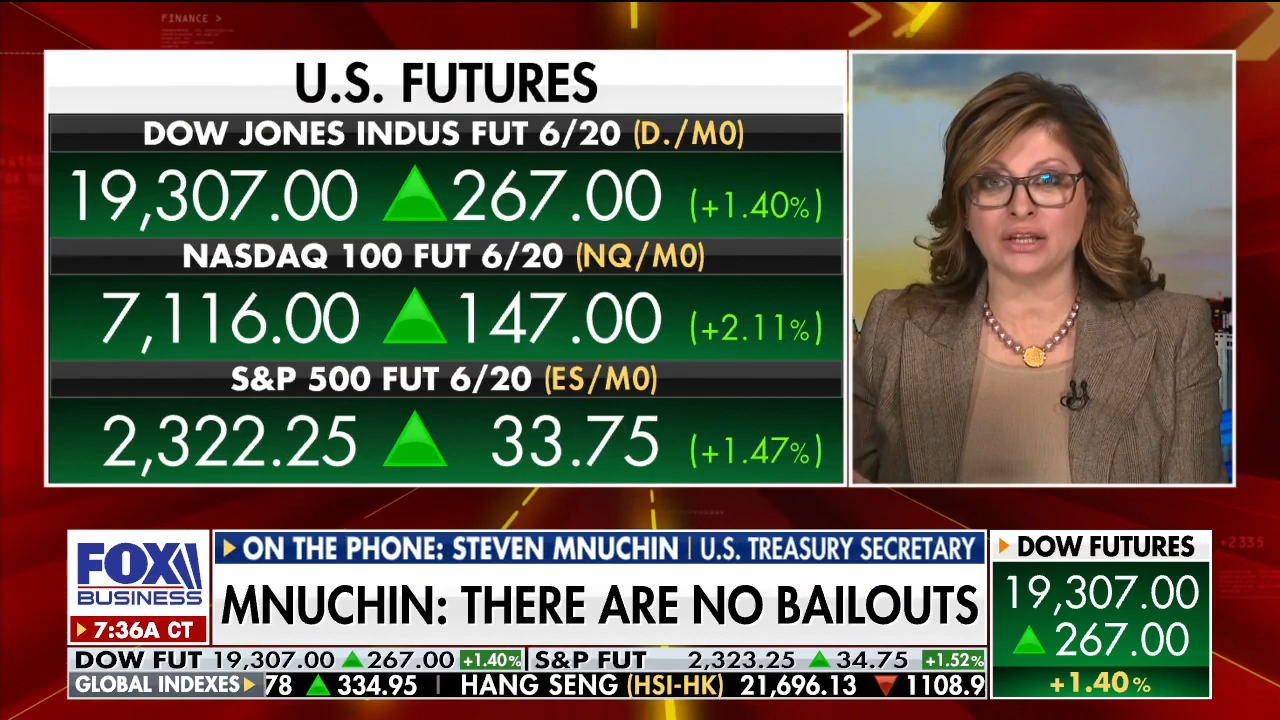 FINANCE >
U.S. FUTURES
DOW JONES INDUS FUT 6/20 (D./M0)
19,307.00 ▲ 267.00 (+1.40%)
NASDAQ 100 FUT 6/20 (NQ/M0)
7,116.00 ▲ 147.00 (+2.11%)
S&P 500 FUT 6/20 (ES/M0)
2,322.25 ▲ 33.75 (+1.47%)
+2335
FOX
BUSINESS
7:36A CT
ON THE PHONE: STEVEN MNUCHIN | U.S. TREASURY SECRETARY
MNUCHIN: THERE ARE NO BAILOUTS
DOW FUTURES
19,307.00
▲ 267.00
+1.40%
DOW FUT 19,307.00 ▲ 267.00 +1.40% S&P FUT 2,323.25 ▲ 34.75 +1.52%
GLOBAL INDEXES 78 ▲ 334.95 | HANG SENG (HSI-HK) 21,696.13 ▼ 1108.9